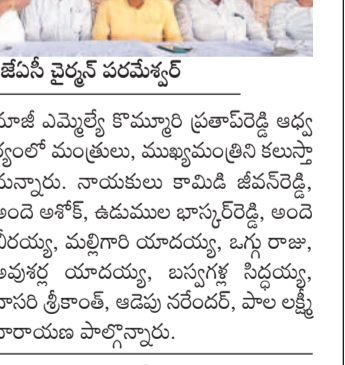 జేఏసీ చైర్మన్ పరమేశ్వర్
మాజీ ఎమ్మెల్యే కొమ్మూరి ప్రతాప్‌రెడ్డి ఆధ్వ
ర్యంలో మంత్రులు, ముఖ్యమంత్రిని కలుస్తా
మన్నారు. నాయకులు కామిడి జీవన్‌రెడ్డి,
అందె అశోక్, ఉడుముల భాస్కర్‌రెడ్డి, అందె
వీరయ్య, మల్లిగారి యాదయ్య, ఒగ్గు రాజు,
అవుశర్ల యాదయ్య, బస్వగళ్ల సిద్ధయ్య,
దాసరి శ్రీకాంత్, ఆడెపు నరేందర్, పాల లక్ష్మీ
నారాయణ పాల్గొన్నారు.